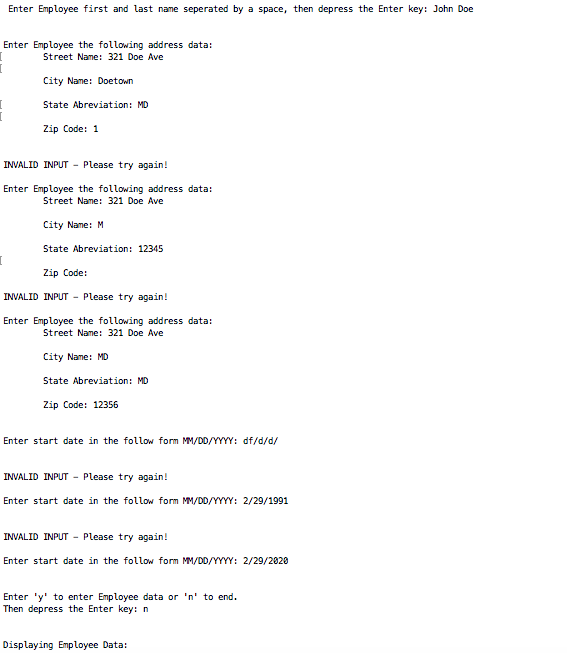 Enter Employee first and last name seperated by a space, then depress the Enter key: John Doe
Enter Employee the following address data:
Street Name: 321 Doe Ave
City Name: Doetown
State Abreviation: MD
Zip Code: 1
INVALID INPUT - Please try again!
Enter Employee the following address data:
Street Name: 321 Doe Ave
City Name: M
State Abreviation: 12345
Zip Code:
INVALID INPUT - Please try again!
Enter Employee the following address data:
Street Name: 321 Doe Ave
City Name: MD
State Abreviation: MD
Zip Code: 12356
Enter start date in the follow form MM/DD/YYYY: df/d/d/
INVALID INPUT - Please try again!
Enter start date in the follow form MM/DD/YYYY: 2/29/1991
INVALID INPUT - Please try again!
Enter start date in the follow form MM/DD/YYYY: 2/29/2020
Enter 'y' to enter Employee data or 'n' to end.
Then depress the Enter key: n
Displaying Employee Data: